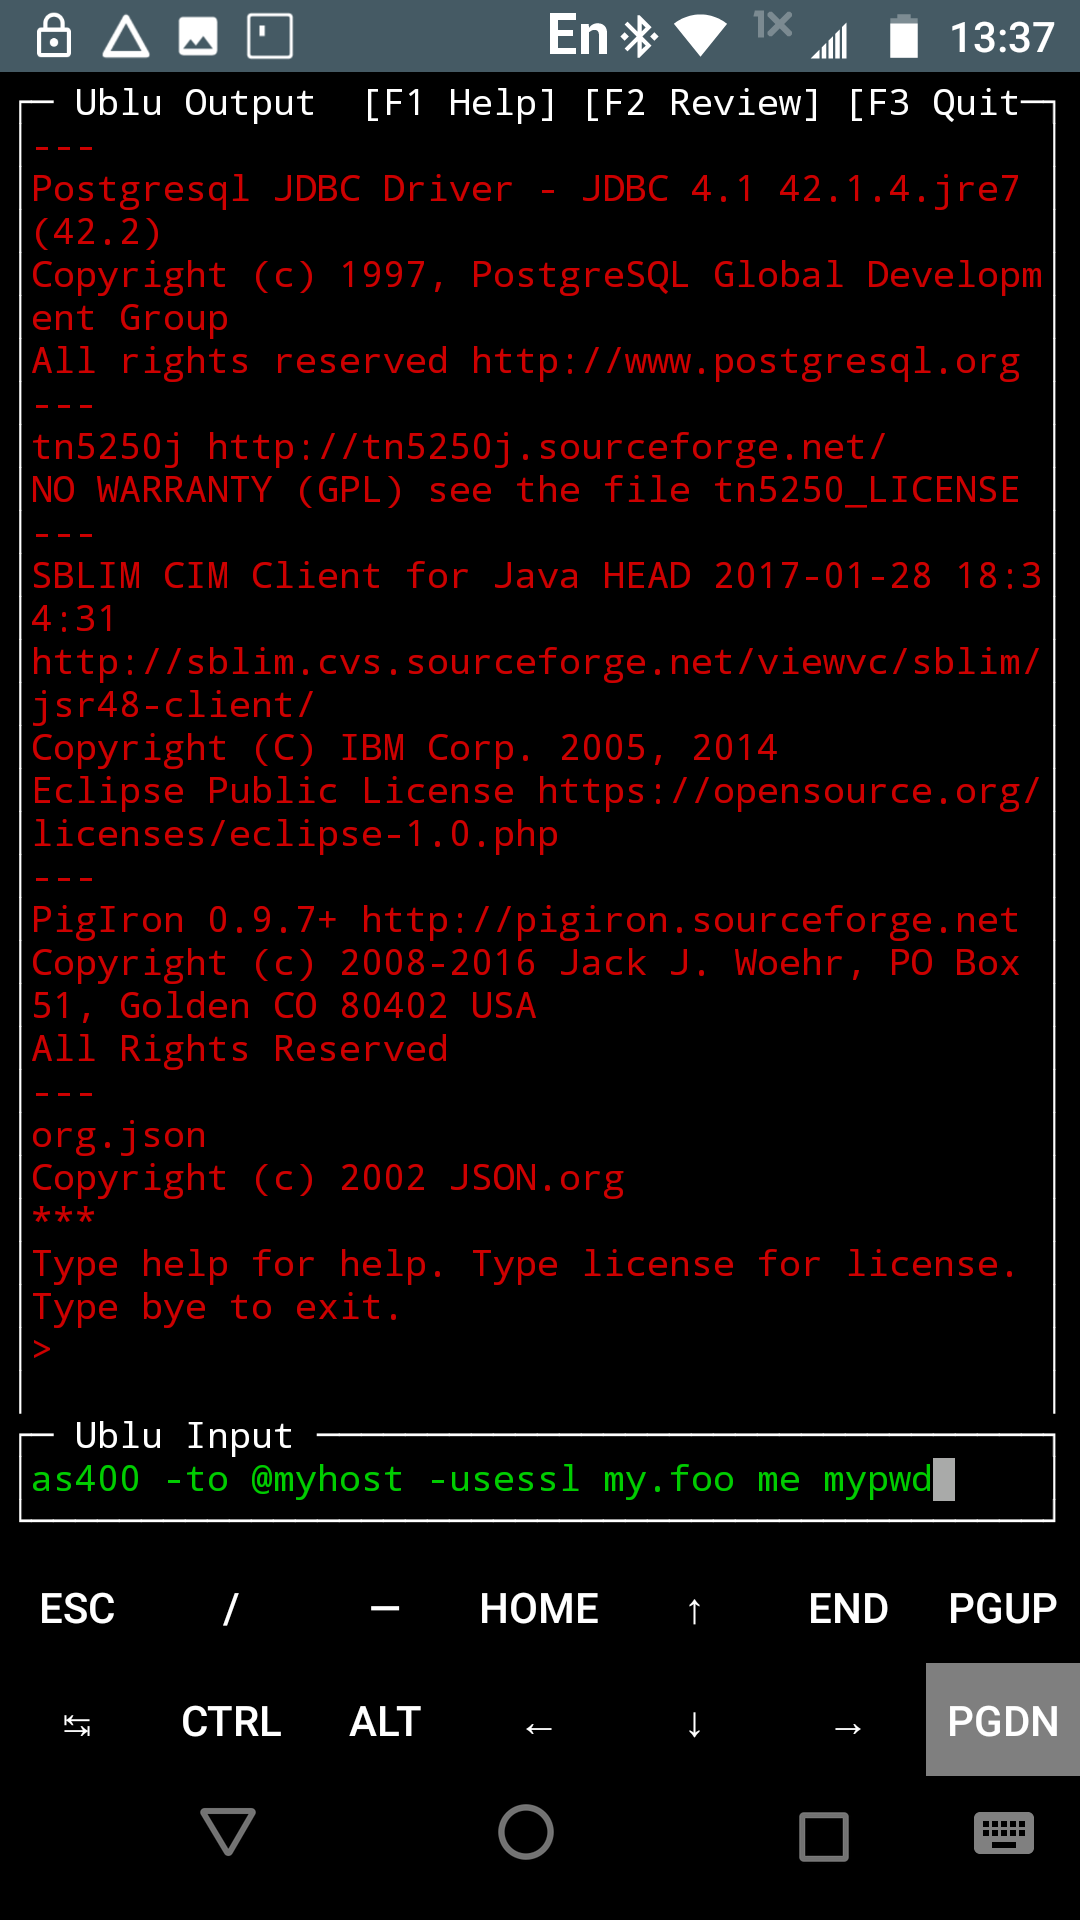 En 1X 13:37
Ublu Output [F1 Help] [F2 Review] [F3 Quit
---
Postgresql JDBC Driver - JDBC 4.1 42.1.4.jre7
(42.2)
Copyright (c) 1997, PostgreSQL Global Developm
ent Group
All rights reserved http://www.postgresql.org
---
tn5250j http://tn5250j.sourceforge.net/
NO WARRANTY (GPL) see the file tn5250_LICENSE
---
SBLIM CIM Client for Java HEAD 2017-01-28 18:3
4:31
http://sblim.cvs.sourceforge.net/viewvc/sblim/
jsr48-client/
Copyright (C) IBM Corp. 2005, 2014
Eclipse Public License https://opensource.org/
licenses/eclipse-1.0.php
---
PigIron 0.9.7+ http://pigiron.sourceforge.net
Copyright (c) 2008-2016 Jack J. Woehr, PO Box
51, Golden CO 80402 USA
All Rights Reserved
---
org.json
Copyright (c) 2002 JSON.org
***
Type help for help. Type license for license.
Type bye to exit.
>
Ublu Input
as400 -to @myhost -usessl my.foo me mypwd
ESC / — HOME ↑ END PGUP
↹ CTRL ALT ← ↓ → PGDN